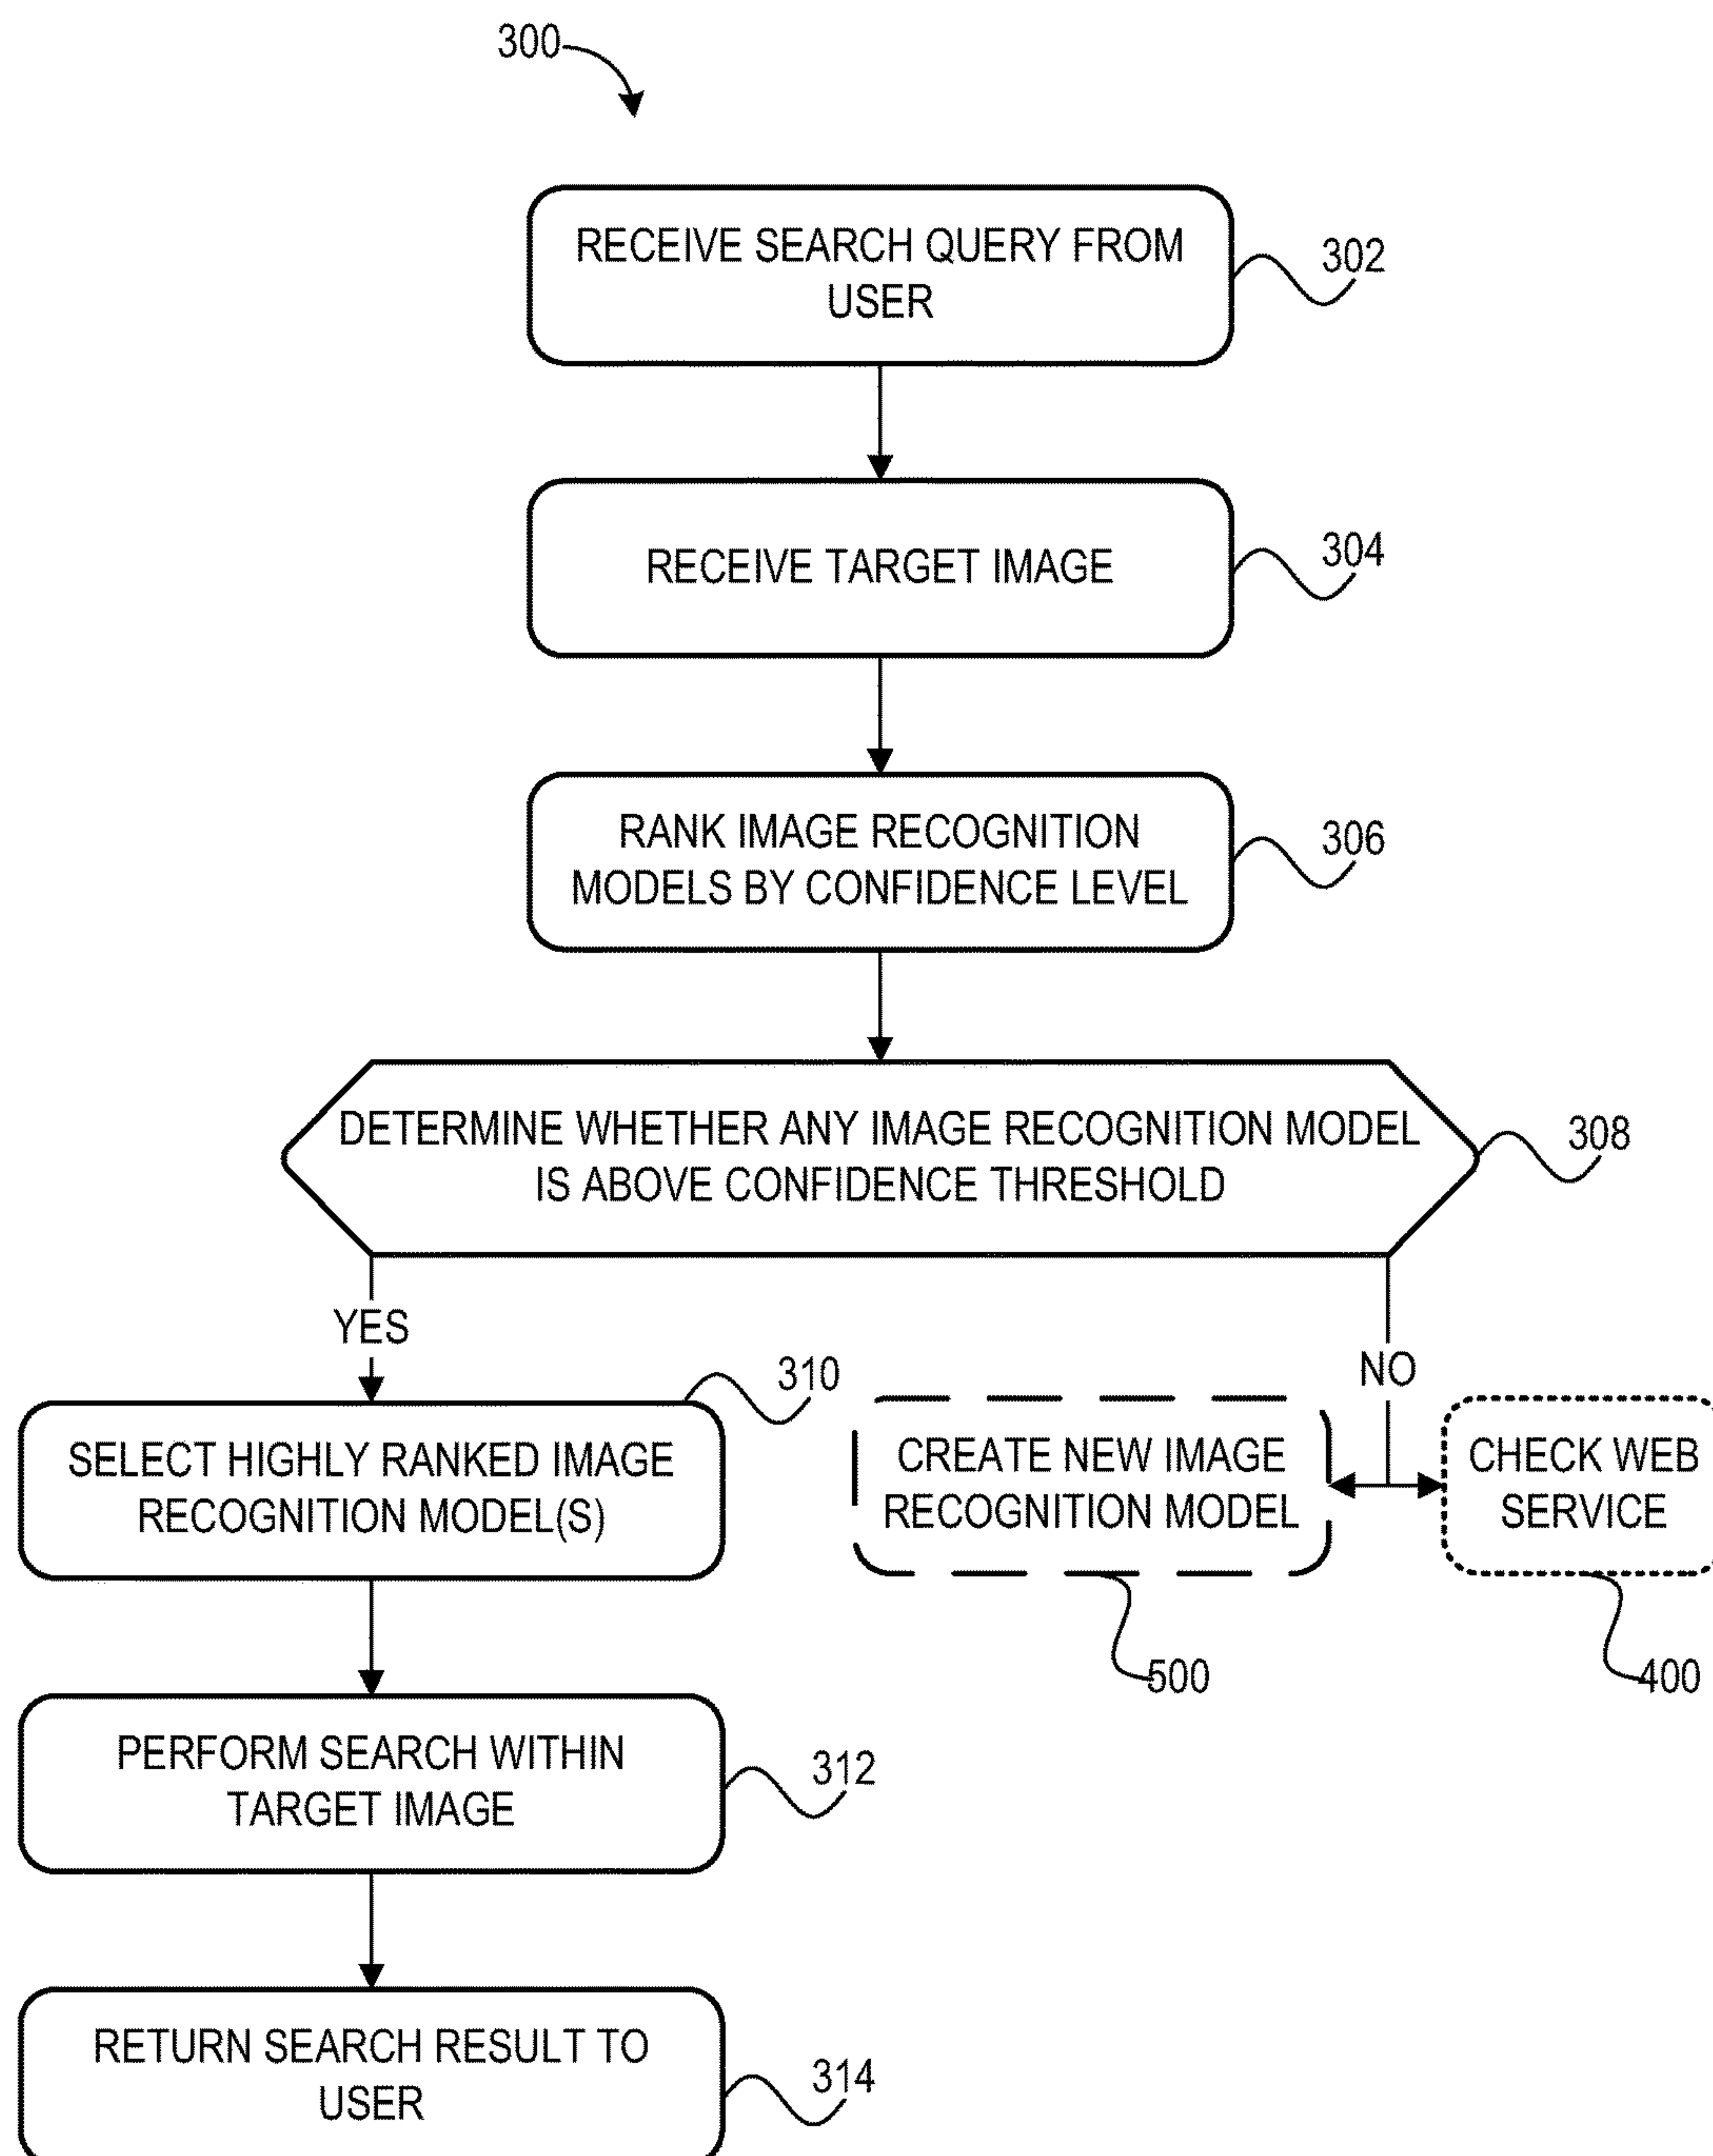 300
RECEIVE SEARCH QUERY FROM
USER
302
RECEIVE TARGET IMAGE
304
RANK IMAGE RECOGNITION
MODELS BY CONFIDENCE LEVEL
306
DETERMINE WHETHER ANY IMAGE RECOGNITION MODEL
IS ABOVE CONFIDENCE THRESHOLD
308
YES
NO
310
SELECT HIGHLY RANKED IMAGE
RECOGNITION MODEL(S)
CREATE NEW IMAGE
RECOGNITION MODEL
CHECK WEB
SERVICE
500
400
PERFORM SEARCH WITHIN
TARGET IMAGE
312
RETURN SEARCH RESULT TO
USER
314